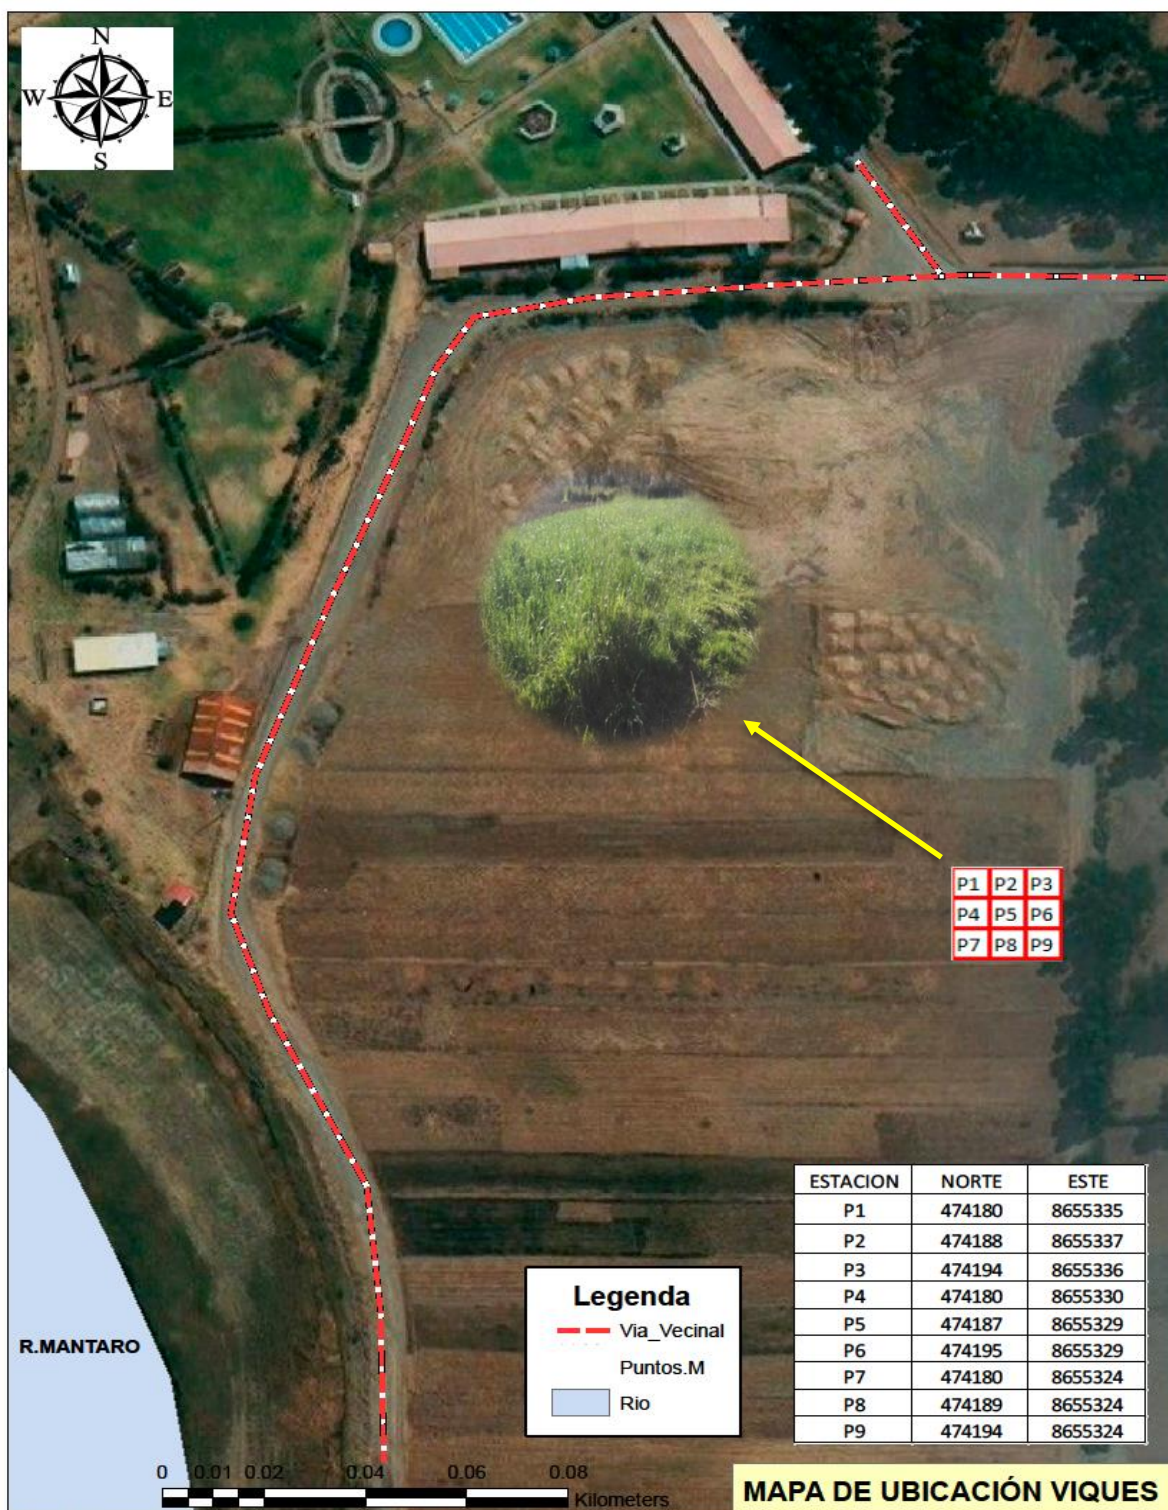 N
W E
S
P1 P2 P3
P4 P5 P6
P7 P8 P9
ESTACION NORTE ESTE
P1 474180 8655335
P2 474188 8655337
P3 474194 8655336
P4 474180 8655330
P5 474187 8655329
P6 474195 8655329
P7 474180 8655324
P8 474189 8655324
P9 474194 8655324
Legenda
Via_Vecinal
Puntos.M
Rio
R.MANTARO
0 0.01 0.02 0.04 0.06 0.08
Kilometers
MAPA DE UBICACIÓN VIQUES